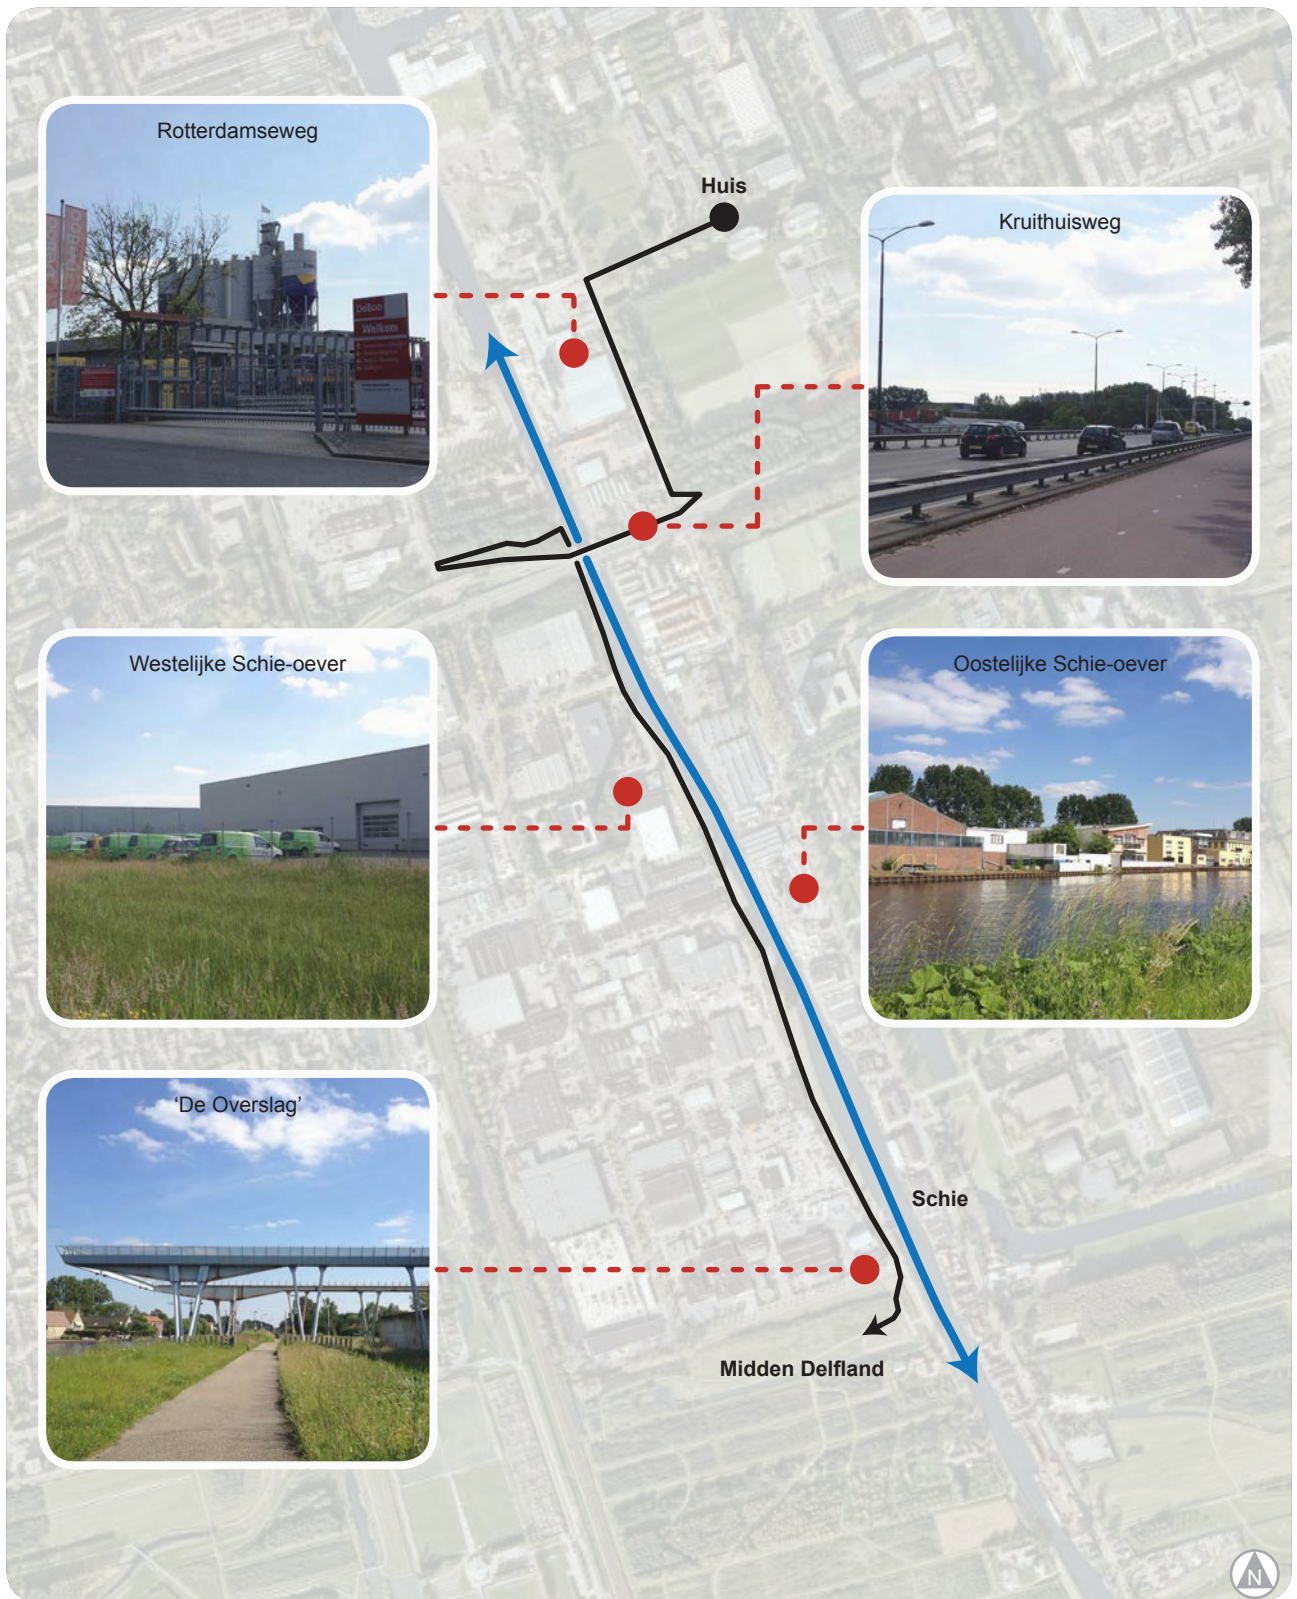 Rotterdamseweg
Huis
Kruithuisweg
DeBoo
Welkom
Westelijke Schie-oever
Oostelijke Schie-oever
'De Overslag'
Schie
Midden Delfland
N